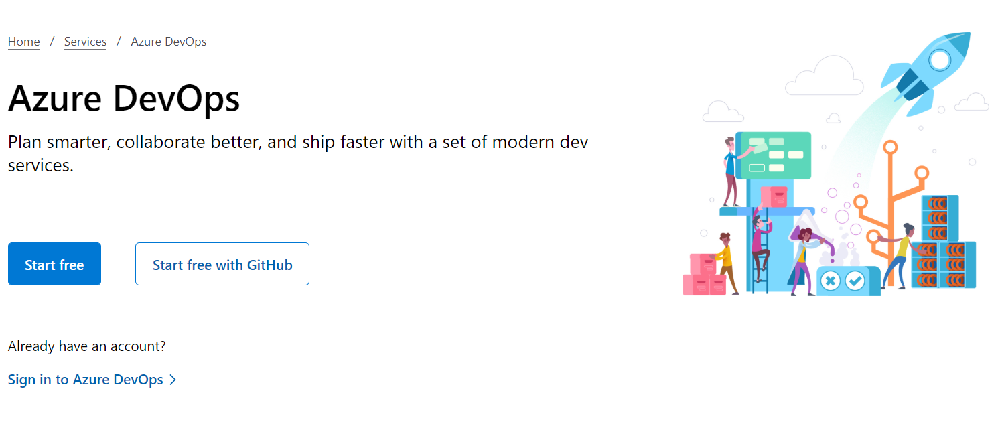 Home / Services / Azure DevOps
Azure DevOps
Plan smarter, collaborate better, and ship faster with a set of modern dev
services.
Start free
Start free with GitHub
Already have an account?
Sign in to Azure DevOps >